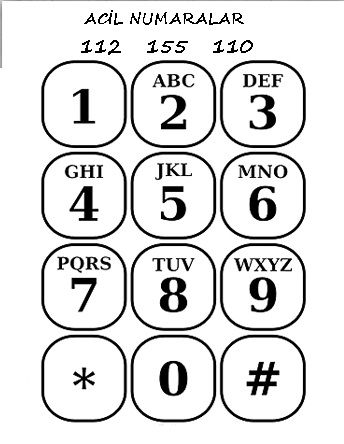 ACİL NUMARALAR
112 155 110
1
ABC
2
DEF
3
GHI
4
JKL
5
MNO
6
PQRS
7
TUV
8
WXYZ
9
*
0
#